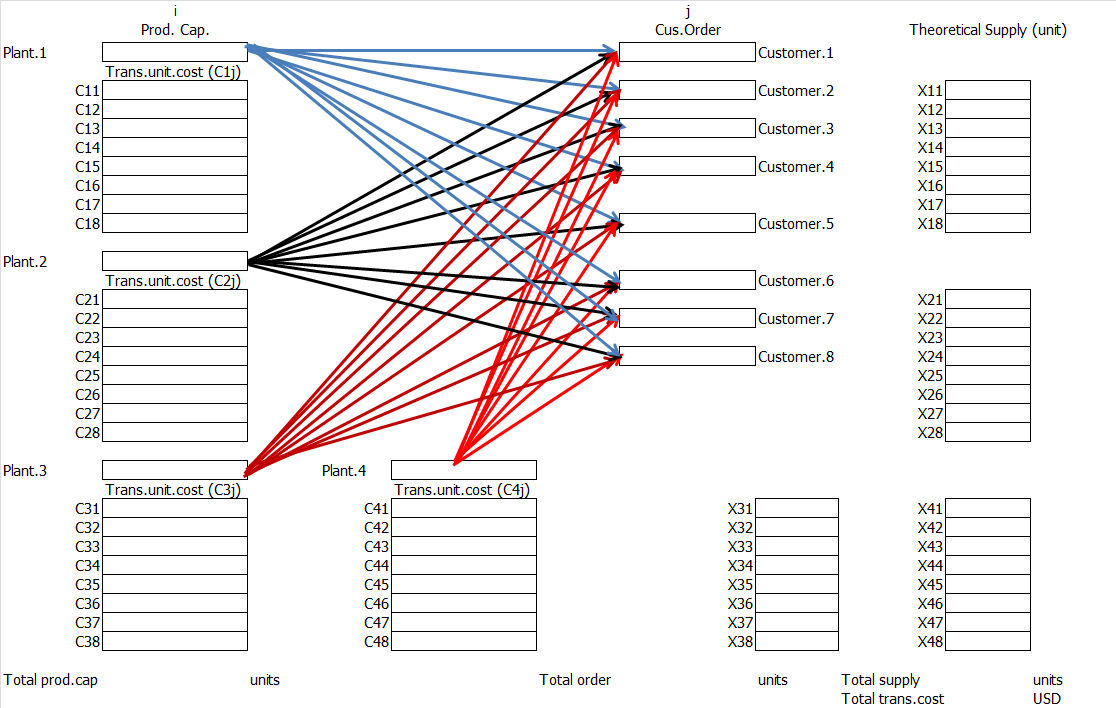 i j
Prod. Cap. Cus.Order Theoretical Supply (unit)
Plant.1 Customer.1
Trans.unit.cost (C1j)
C11 Customer.2 X11
C12 X12
C13 Customer.3 X13
C14 X14
C15 Customer.4 X15
C16 X16
C17 X17
C18 Customer.5 X18
Plant.2
Trans.unit.cost (C2j) Customer.6
C21 X21
C22 Customer.7 X22
C23 X23
C24 Customer.8 X24
C25 X25
C26 X26
C27 X27
C28 X28
Plant.3 Plant.4
Trans.unit.cost (C3j) Trans.unit.cost (C4j)
C31 C41 X31 X41
C32 C42 X32 X42
C33 C43 X33 X43
C34 C44 X34 X44
C35 C45 X35 X45
C36 C46 X36 X46
C37 C47 X37 X47
C38 C48 X38 X48
Total prod.cap units Total order units Total supply units
Total trans.cost USD